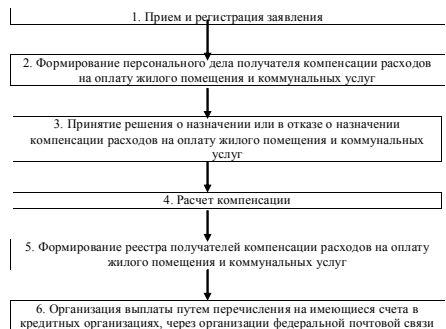 1. Прием и регистрация заявления
2. Формирование персонального дела получателя компенсации расходов
на оплату жилого помещения и коммунальных услуг
3. Принятие решения о назначении или в отказе о назначении
компенсации расходов на оплату жилого помещения и коммунальных
услуг
4. Расчет компенсации
5. Формирование реестра получателей компенсации расходов на оплату
жилого помещения и коммунальных услуг
6. Организация выплаты путем перечисления на имеющиеся счета в
кредитных организациях, через организации федеральной почтовой связи